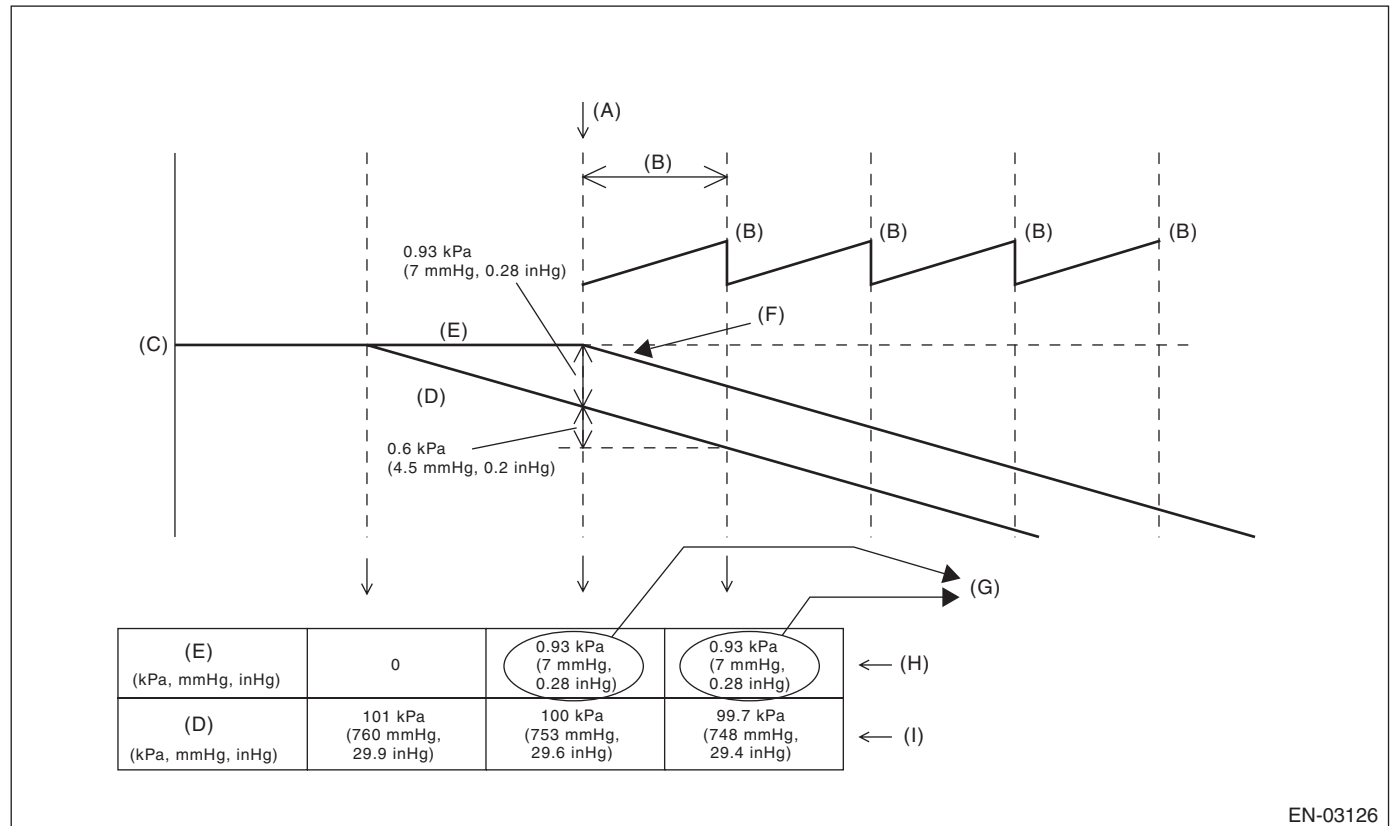 (A)
(B)
0.93 kPa
(7 mmHg, 0.28 inHg)
(B)
(B)
(B)
(B)
(C)
(E)
(F)
(D)
0.6 kPa
(4.5 mmHg, 0.2 inHg)
(G)
(E)
(kPa, mmHg, inHg)
0
0.93 kPa
(7 mmHg,
0.28 inHg)
0.93 kPa
(7 mmHg,
0.28 inHg)
(H)
(D)
(kPa, mmHg, inHg)
101 kPa
(760 mmHg,
29.9 inHg)
100 kPa
(753 mmHg,
29.6 inHg)
99.7 kPa
(748 mmHg,
29.4 inHg)
(I)
EN-03126